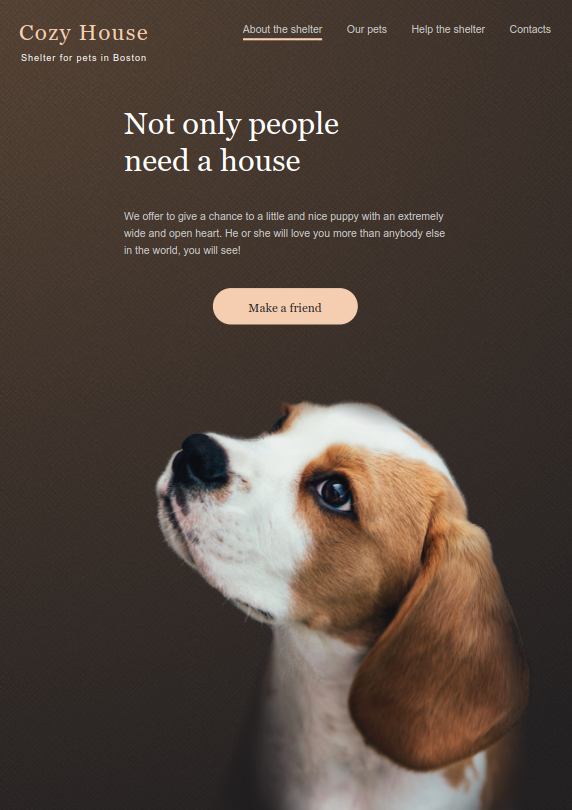 Cozy House
Shelter for pets in Boston
About the shelter
Our pets
Help the shelter
Contacts
Not only people
need a house
We offer to give a chance to a little and nice puppy with an extremely
wide and open heart. He or she will love you more than anybody else
in the world, you will see!
Make a friend